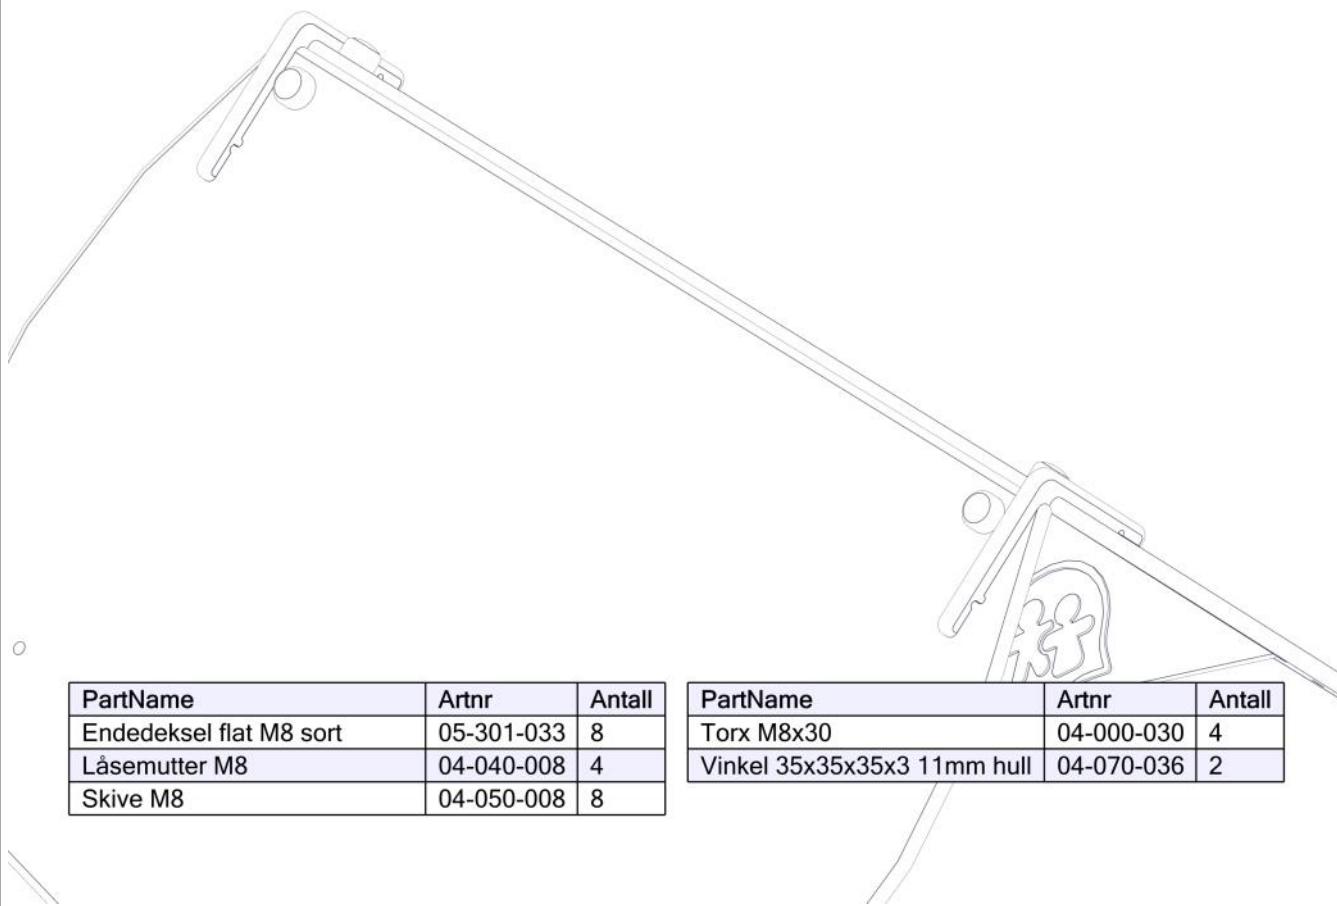 PartName Artnr Antall
Endedeksel flat M8 sort 05-301-033 8
Låsemutter M8 04-040-008 4
Skive M8 04-050-008 8
PartName Artnr Antall
Torx M8x30 04-000-030 4
Vinkel 35x35x35x3 11mm hull 04-070-036 2